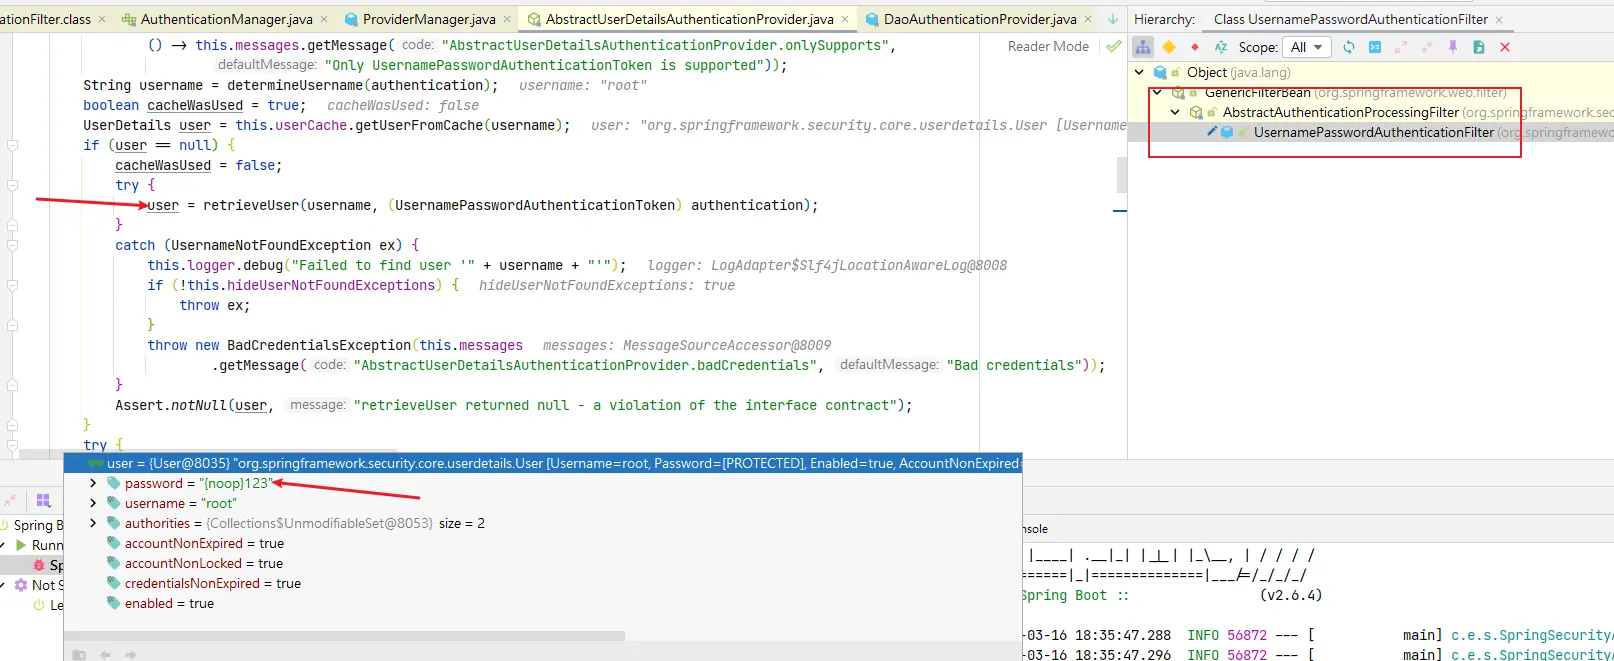 ationFilter.class × AuthenticationManager.java × ProviderManager.java × AbstractUserDetailsAuthenticationProvider.java × DaoAuthenticationProvider.java ×
Hierarchy: Class UsernamePasswordAuthenticationFilter ×
() → this.messages.getMessage( code: "AbstractUserDetailsAuthenticationProvider.onlySupports",
Reader Mode
defaultMessage: "Only UsernamePasswordAuthenticationToken is supported"));
String username = determineUsername(authentication); username: "root"
boolean cacheWasUsed = true; cacheWasUsed: false
UserDetails user = this.userCache.getUserFromCache(username); user: "org.springframework.security.core.userdetails.User [Username
if (user == null) {
cacheWasUsed = false;
try {
user = retrieveUser(username, (UsernamePasswordAuthenticationToken) authentication);
}
catch (UsernameNotFoundException ex) {
this.logger.debug("Failed to find user '" + username + "'"); logger: LogAdapter$Slf4jLocationAwareLog@8008
if (!this.hideUserNotFoundExceptions) { hideUserNotFoundExceptions: true
throw ex;
}
throw new BadCredentialsException(this.messages messages: MessageSourceAccessor@8009
.getMessage( code: "AbstractUserDetailsAuthenticationProvider.badCredentials", defaultMessage: "Bad credentials"));
}
Assert.notNull(user, message: "retrieveUser returned null - a violation of the interface contract");
}
try {
Scope: All
Object (java.lang)
GenericFilterBean (org.springframework.web.filter)
AbstractAuthenticationProcessingFilter (org.springframework.sec
UsernamePasswordAuthenticationFilter (org.springframewo
user = {User@8035} "org.springframework.security.core.userdetails.User [Username=root, Password=[PROTECTED], Enabled=true, AccountNonExpired=
password = "{noop}123"
username = "root"
authorities = {Collections$UnmodifiableSet@8053} size = 2
accountNonExpired = true
accountNonLocked = true
credentialsNonExpired = true
enabled = true
Spring B
Runn
Sp
Not S
Le
nsole
|____| .__|_| |_|_| |_\__, | / / / /
======|_|==============|___/=/_/_/_/
Spring Boot :: (v2.6.4)
-03-16 18:35:47.288 INFO 56872 --- [ main] c.e.s.SpringSecurityA
-03-16 18:35:47.296 INFO 56872 --- [ main] c.e.s.SpringSecurity